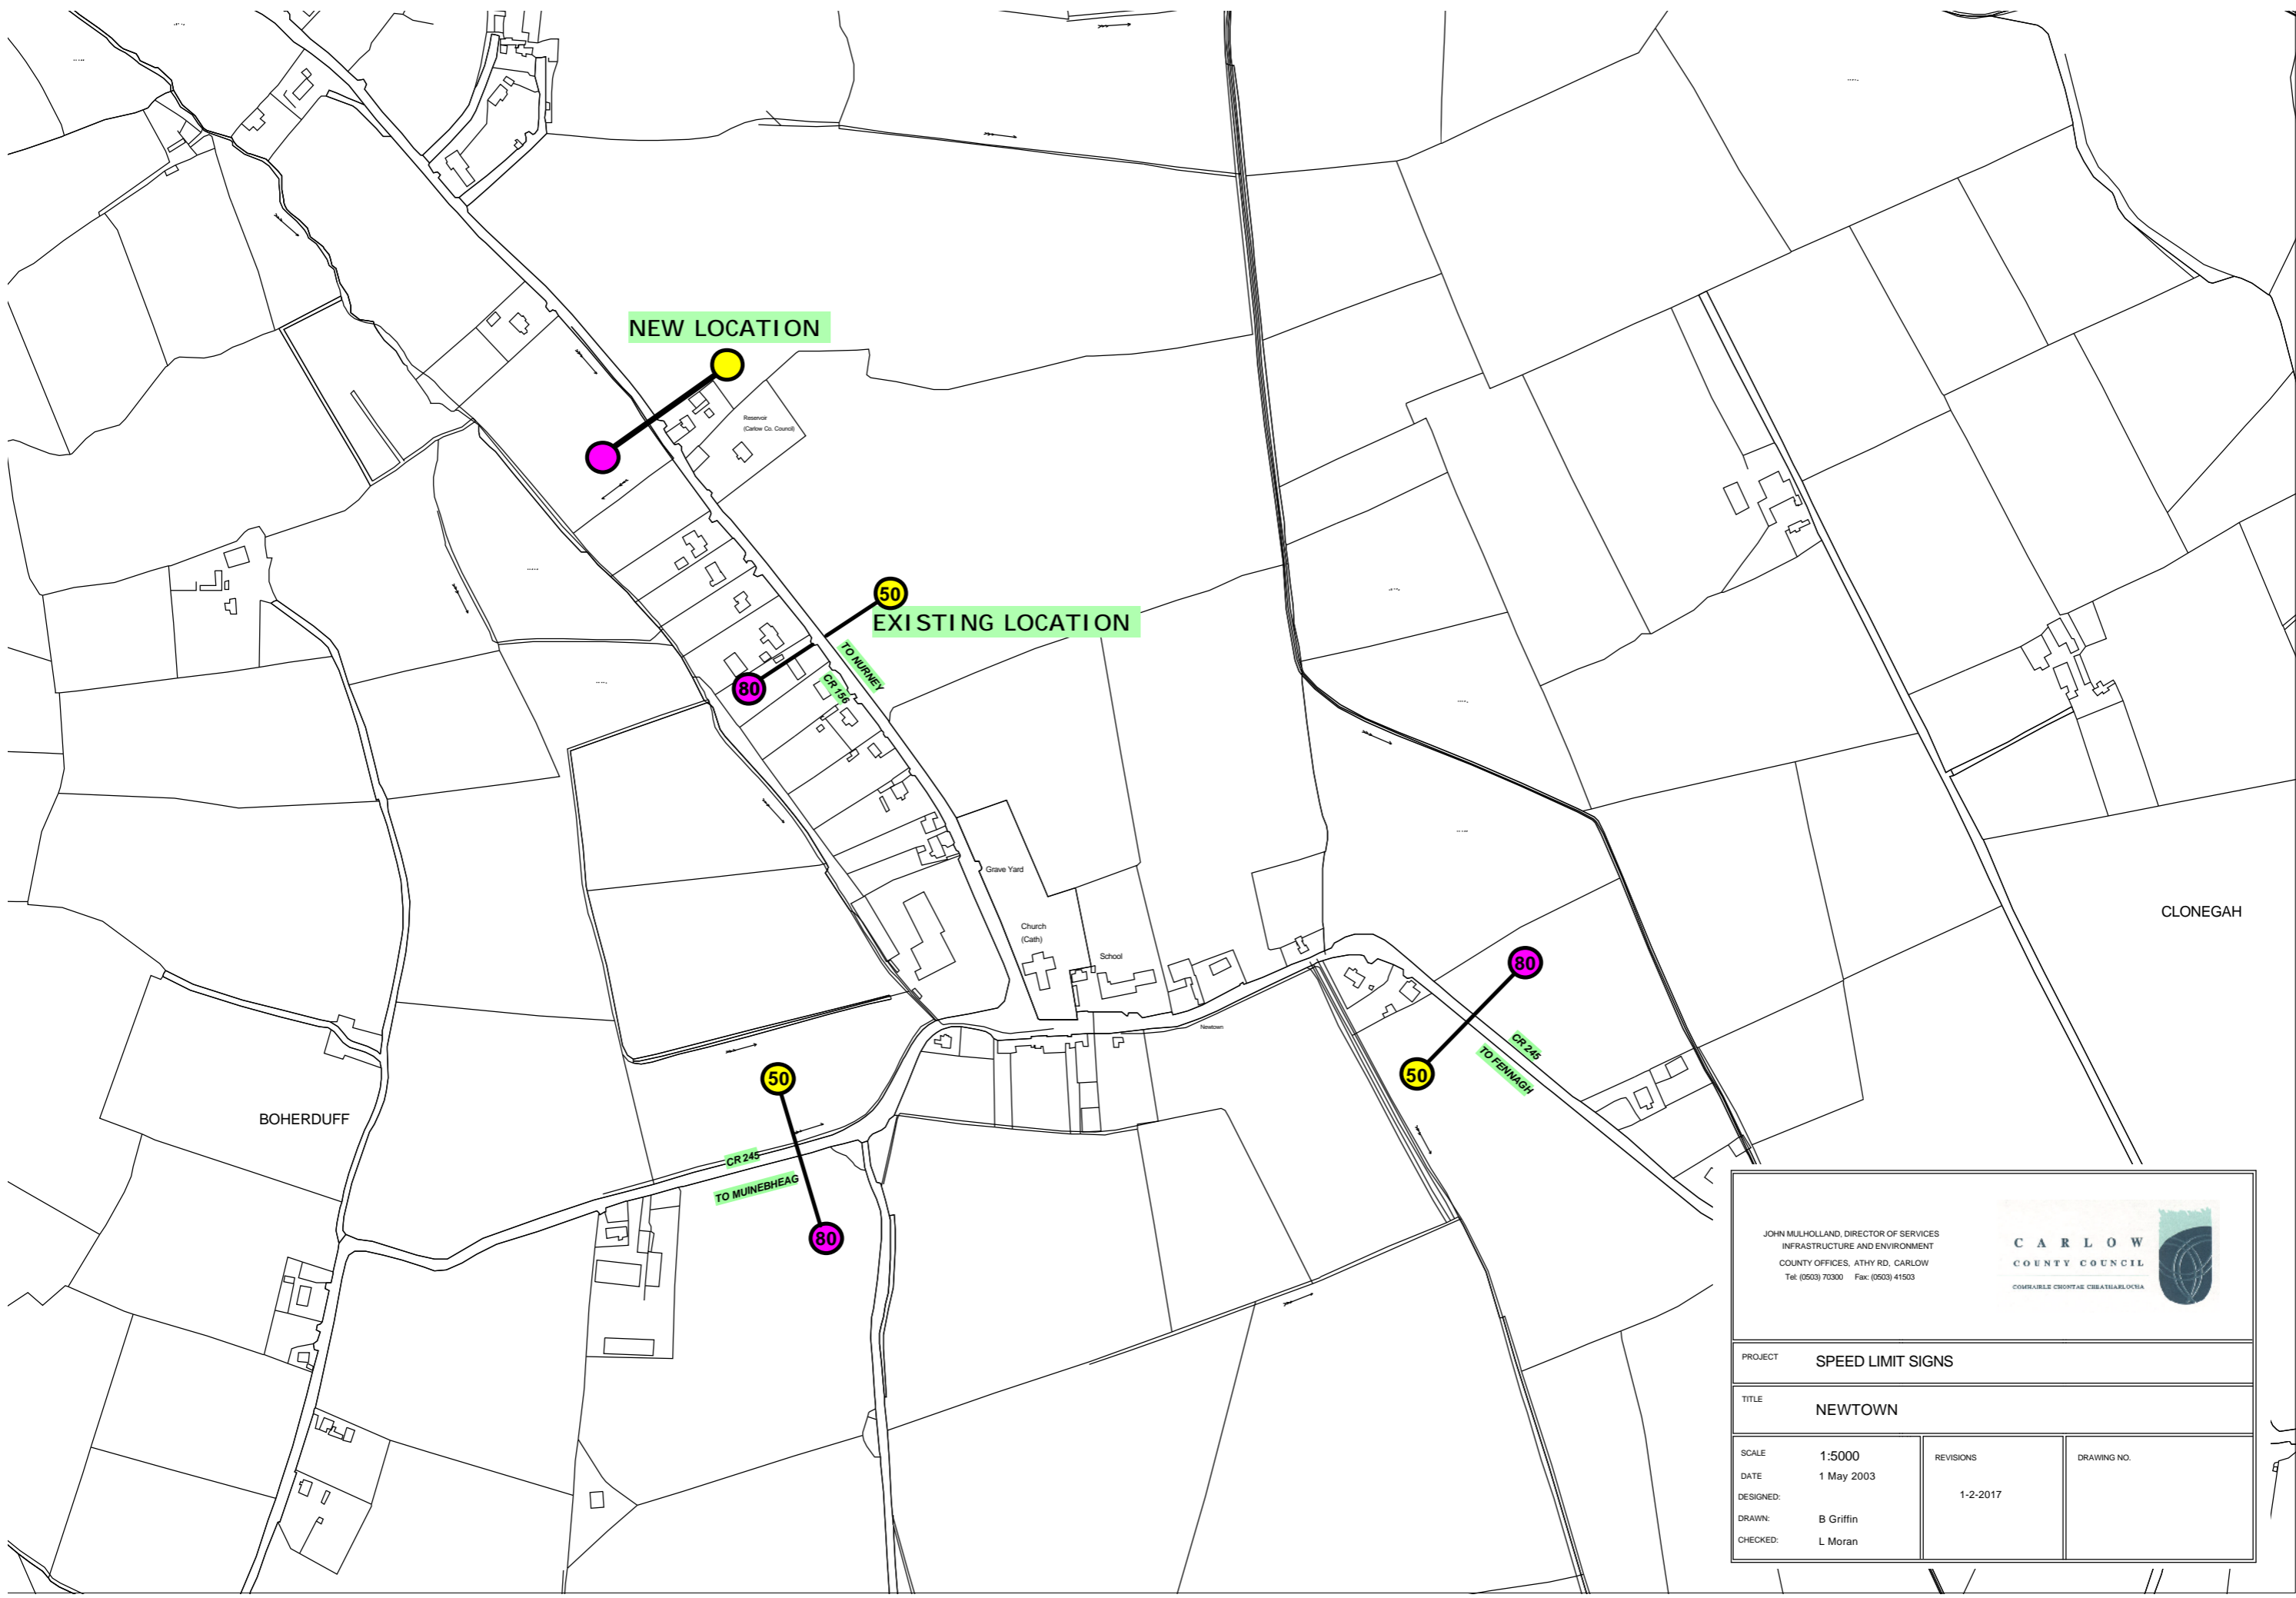 NEW LOCATION
Reservoir
(Carlow Co. Council)
50
EXISTING LOCATION
TO NURNEY
CR 156
80
Grave Yard
Church
(Cath)
School
Newtown
CLONEGAH
80
50
CR 245
TO FENNAGH
50
BOHERDUFF
CR 245
TO MUINEBHEAG
80
JOHN MULHOLLAND, DIRECTOR OF SERVICES
INFRASTRUCTURE AND ENVIRONMENT
COUNTY OFFICES, ATHY RD, CARLOW
Tel: (0503) 70300 Fax: (0503) 41503
CARLOW
COUNTY COUNCIL
COMHAIRLE CHONTAE CHEATHARLOCHA
PROJECT SPEED LIMIT SIGNS
TITLE NEWTOWN
SCALE 1:5000
DATE 1 May 2003
DESIGNED:
DRAWN: B Griffin
CHECKED: L Moran
REVISIONS
1-2-2017
DRAWING NO.